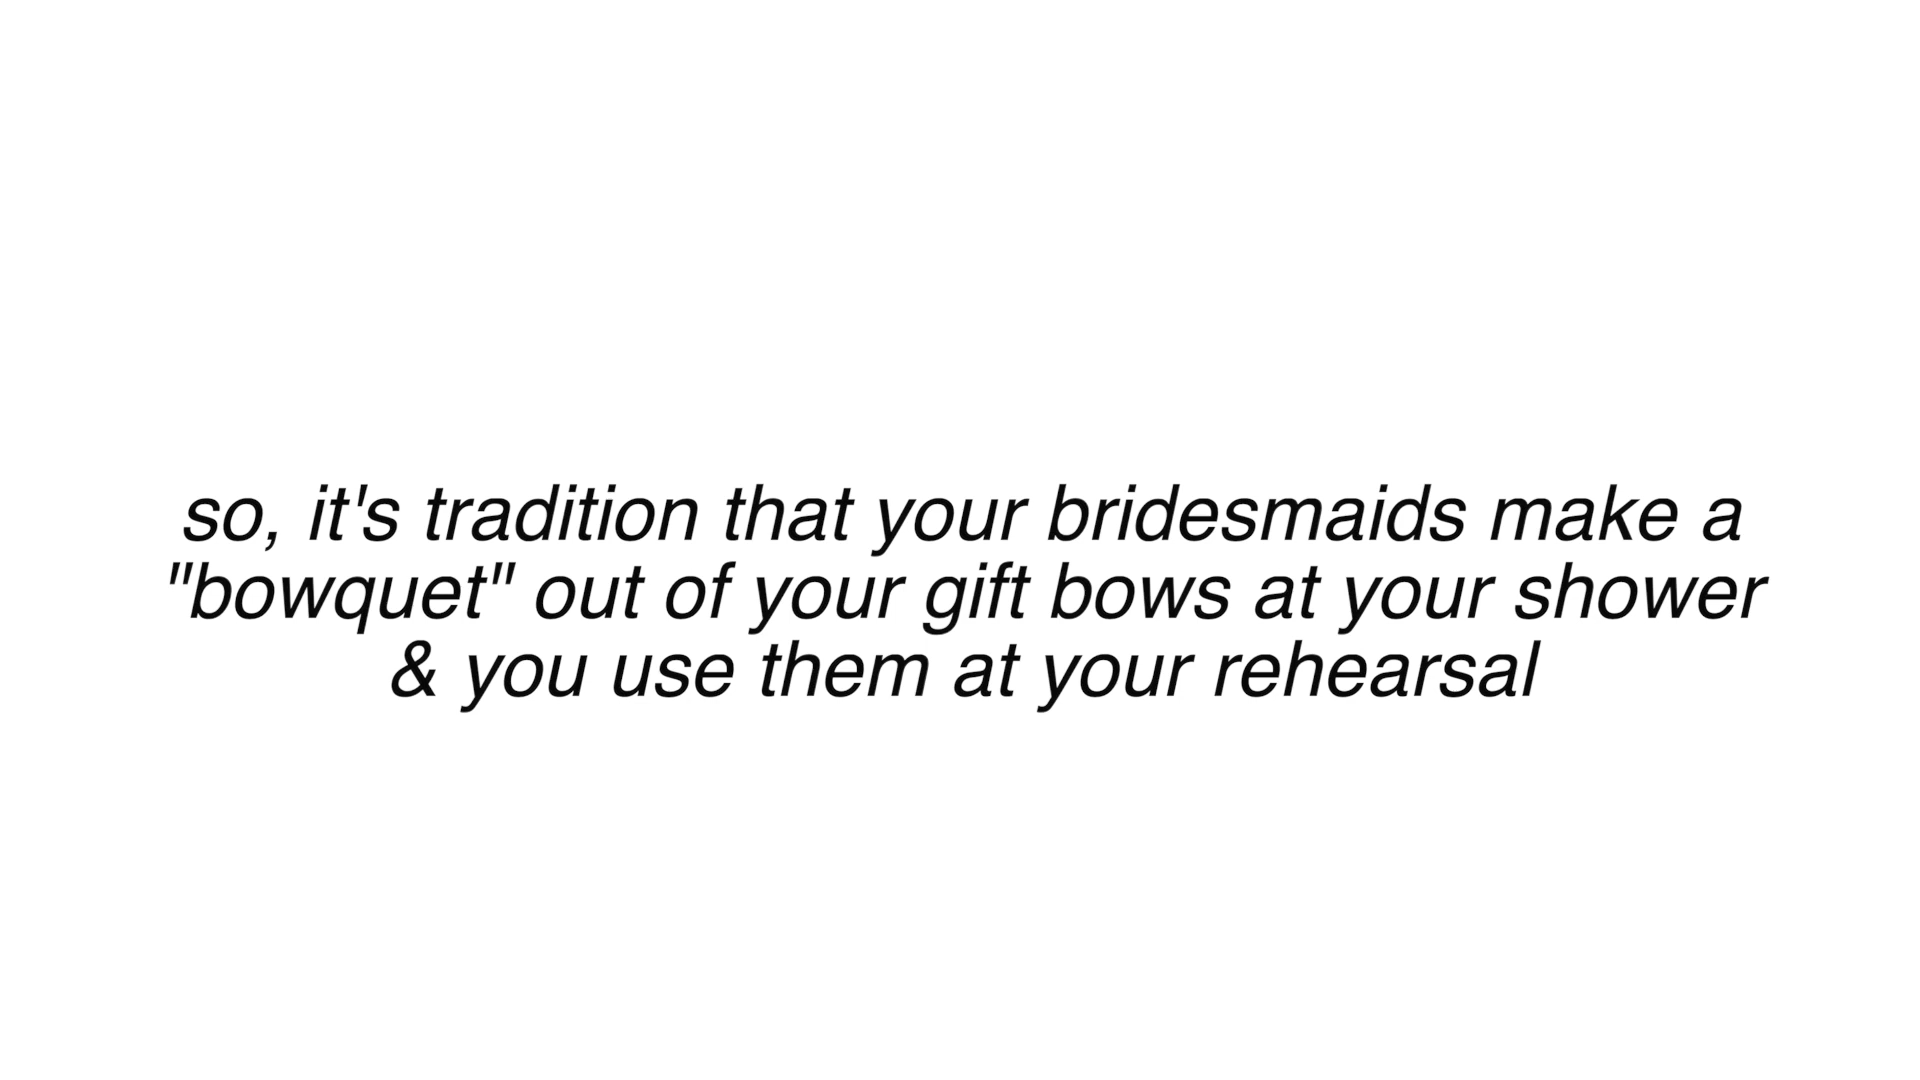 so, it's tradition that your bridesmaids make a
"bowquet" out of your gift bows at your shower
& you use them at your rehearsal